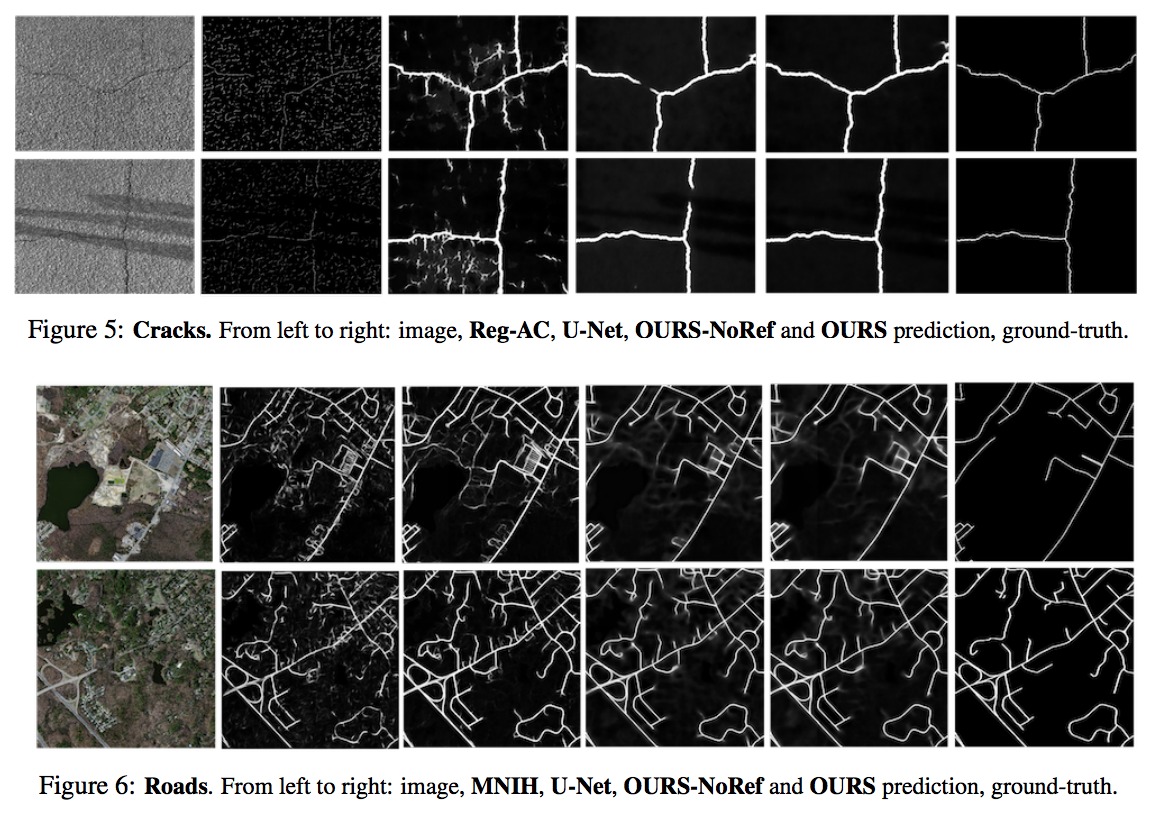 Figure 5: Cracks. From left to right: image, Reg-AC, U-Net, OURS-NoRef and OURS prediction, ground-truth.
Figure 6: Roads. From left to right: image, MNIH, U-Net, OURS-NoRef and OURS prediction, ground-truth.